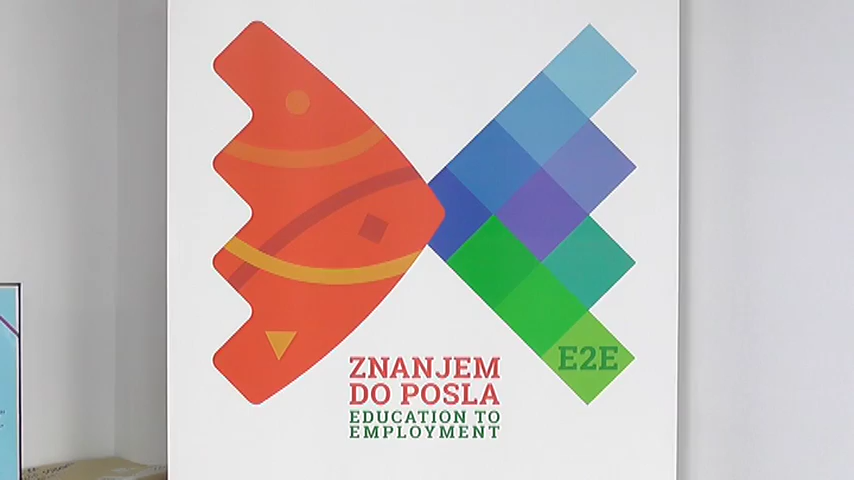 E2E
ZNANJEM
DO POSLA
EDUCATION TO
EMPLOYMENT